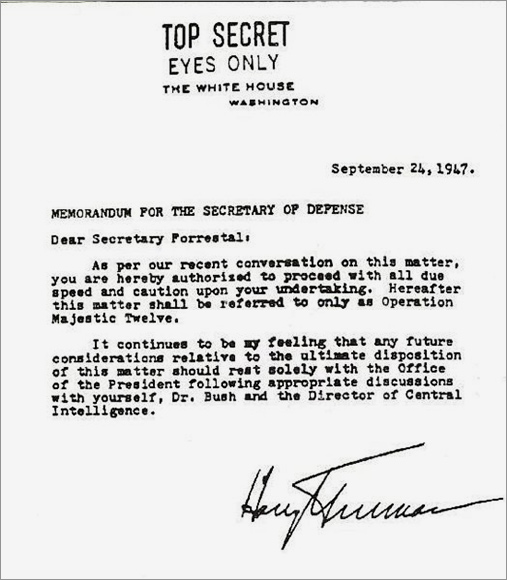 TOP SECRET
EYES ONLY
THE WHITE HOUSE
WASHINGTON
September 24, 1947.
MEMORANDUM FOR THE SECRETARY OF DEFENSE
Dear Secretary Forrestal:
As per our recent conversation on this matter,
you are hereby authorized to proceed with all due
speed and caution upon your undertaking. Hereafter
this matter shall be referred to only as Operation
Majestic Twelve.
It continues to be my feeling that any future
considerations relative to the ultimate disposition
of this matter should rest solely with the Office
of the President following appropriate discussions
with yourself, Dr. Bush and the Director of Central
Intelligence.
Harry Truman